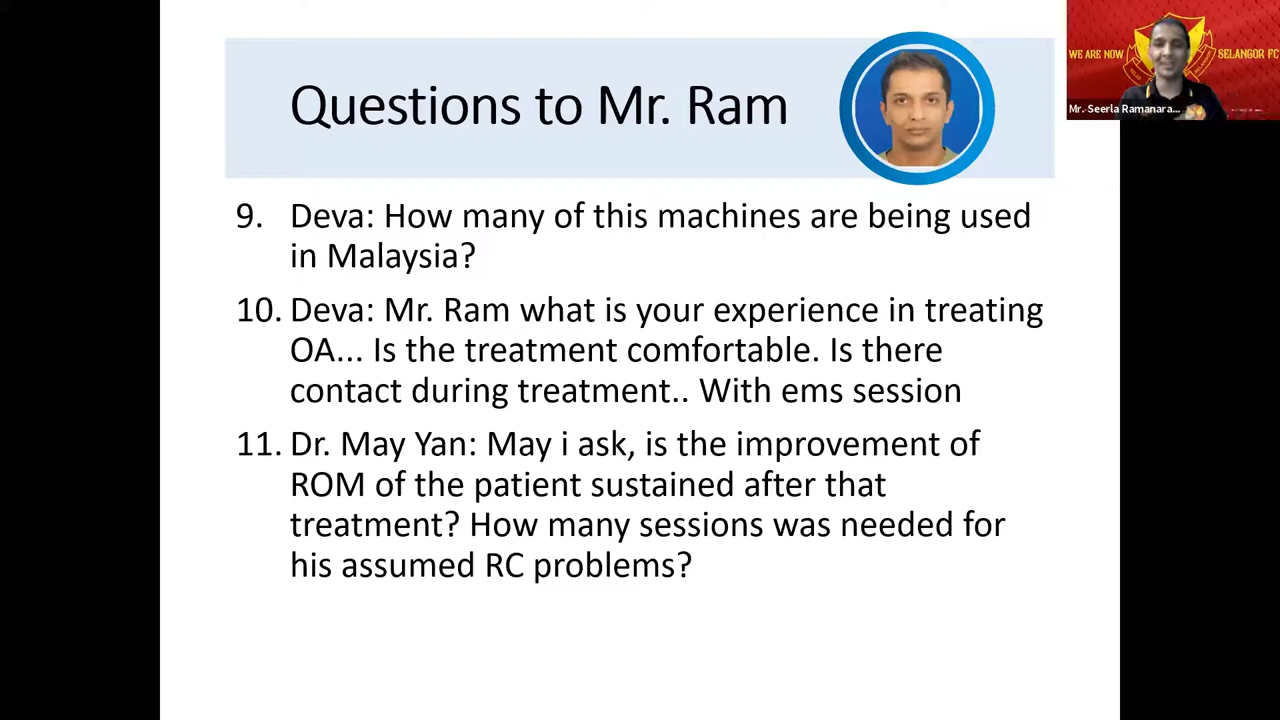 Questions to Mr. Ram
WE ARE NOW
SELANGOR FC
Mr. Seerla Ramanara...
9. Deva: How many of this machines are being used
in Malaysia?
10. Deva: Mr. Ram what is your experience in treating
OA... Is the treatment comfortable. Is there
contact during treatment.. With ems session
11. Dr. May Yan: May i ask, is the improvement of
ROM of the patient sustained after that
treatment? How many sessions was needed for
his assumed RC problems?